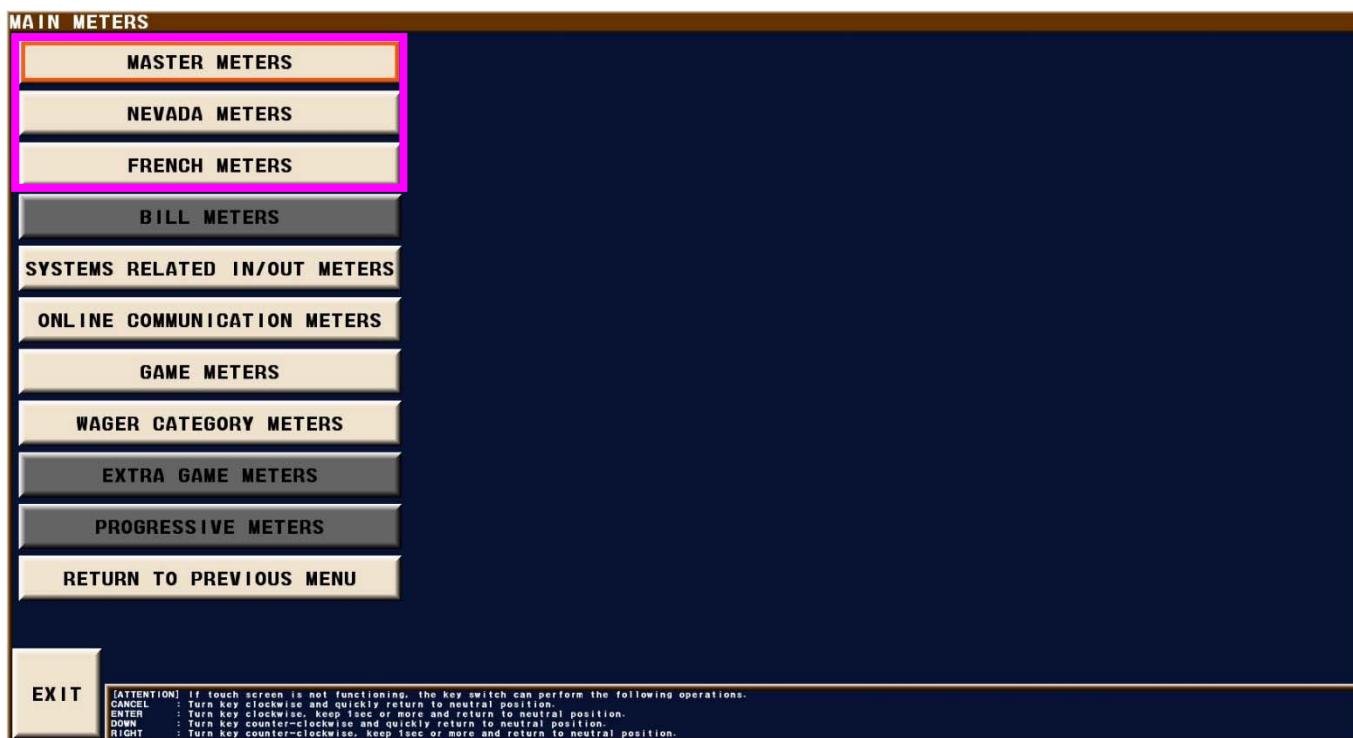 MAIN METERS
MASTER METERS
NEVADA METERS
FRENCH METERS
BILL METERS
SYSTEMS RELATED IN/OUT METERS
ONLINE COMMUNICATION METERS
GAME METERS
WAGER CATEGORY METERS
EXTRA GAME METERS
PROGRESSIVE METERS
RETURN TO PREVIOUS MENU
EXIT
[ATTENTION] If touch screen is not functioning, the key switch can perform the following operations.
CANCEL : Turn key clockwise and quickly return to neutral position.
ENTER : Turn key clockwise, keep 1sec or more and return to neutral position.
DOWN : Turn key counter-clockwise and quickly return to neutral position.
RIGHT : Turn key counter-clockwise, keep 1sec or more and return to neutral position.